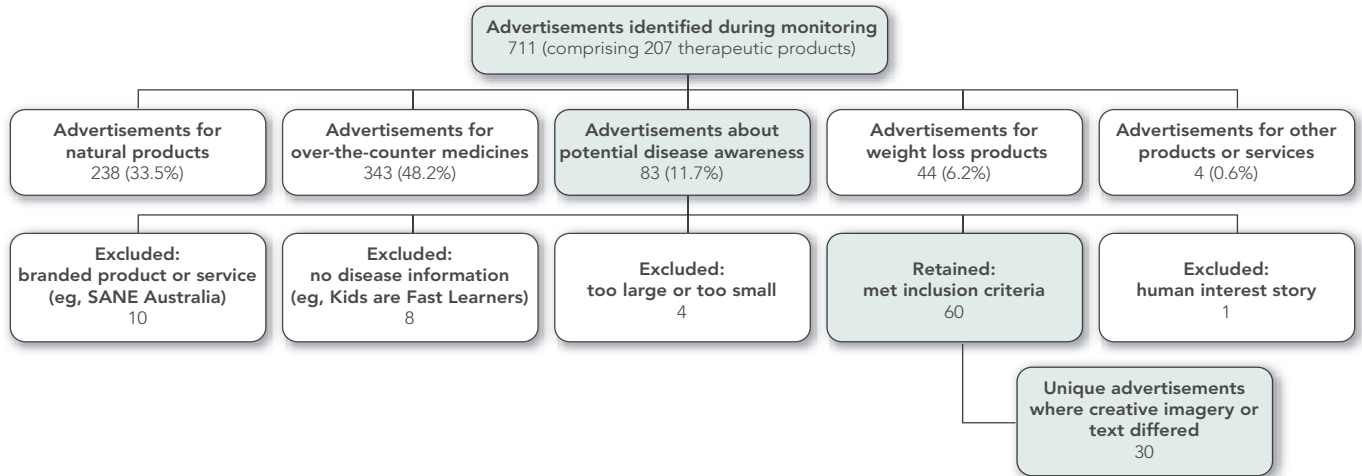 Advertisements identified during monitoring
711 (comprising 207 therapeutic products)
Advertisements for
natural products
238 (33.5%)
Advertisements for
over-the-counter medicines
343 (48.2%)
Advertisements about
potential disease awareness
83 (11.7%)
Advertisements for
weight loss products
44 (6.2%)
Advertisements for other
products or services
4 (0.6%)
Excluded:
branded product or service
(eg, SANE Australia)
10
Excluded:
no disease information
(eg, Kids are Fast Learners)
8
Excluded:
too large or too small
4
Retained:
met inclusion criteria
60
Excluded:
human interest story
1
Unique advertisements
where creative imagery or
text differed
30